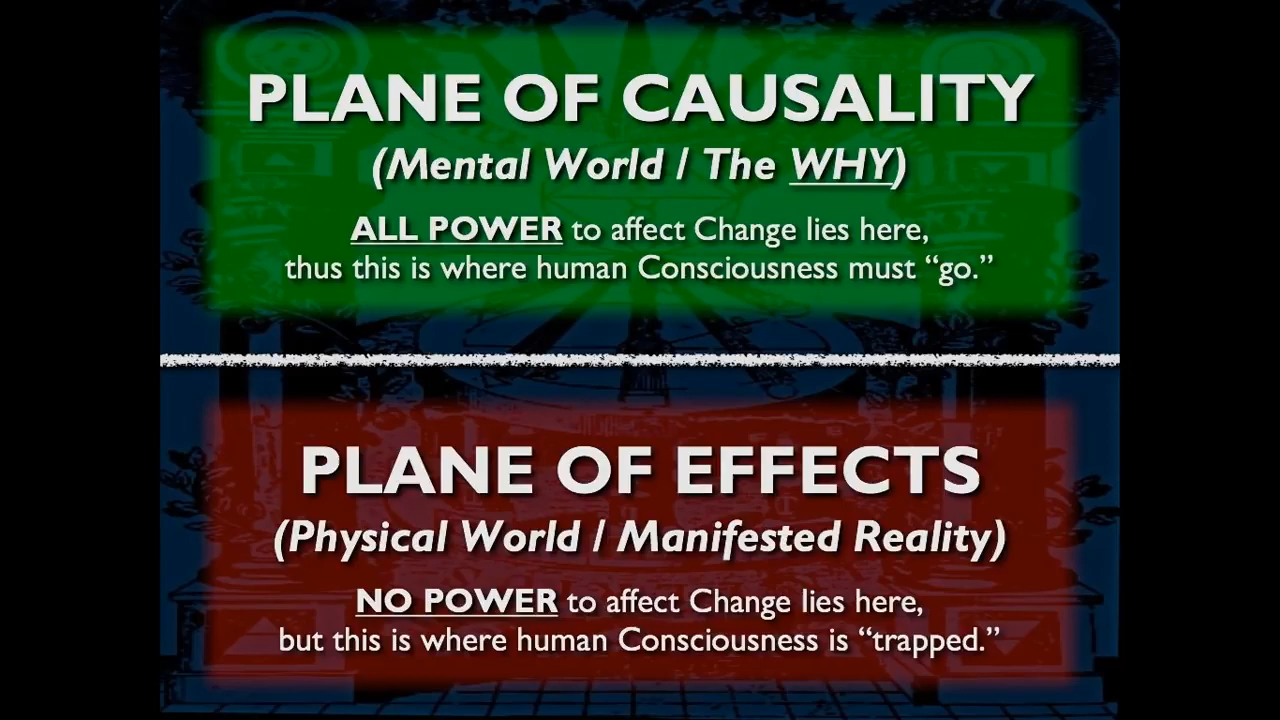 PLANE OF CAUSALITY
(Mental World / The WHY)
ALL POWER to affect Change lies here,
thus this is where human Consciousness must “go.”
PLANE OF EFFECTS
(Physical World / Manifested Reality)
NO POWER to affect Change lies here,
but this is where human Consciousness is “trapped.”